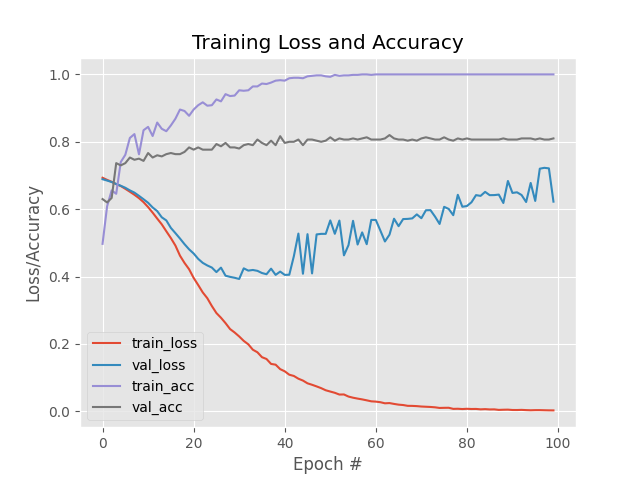 Training Loss and Accuracy
Loss/Accuracy
1.0
0.8
0.6
0.4
0.2
0.0
train_loss
val_loss
train_acc
val_acc
0 20 40 60 80 100
Epoch #